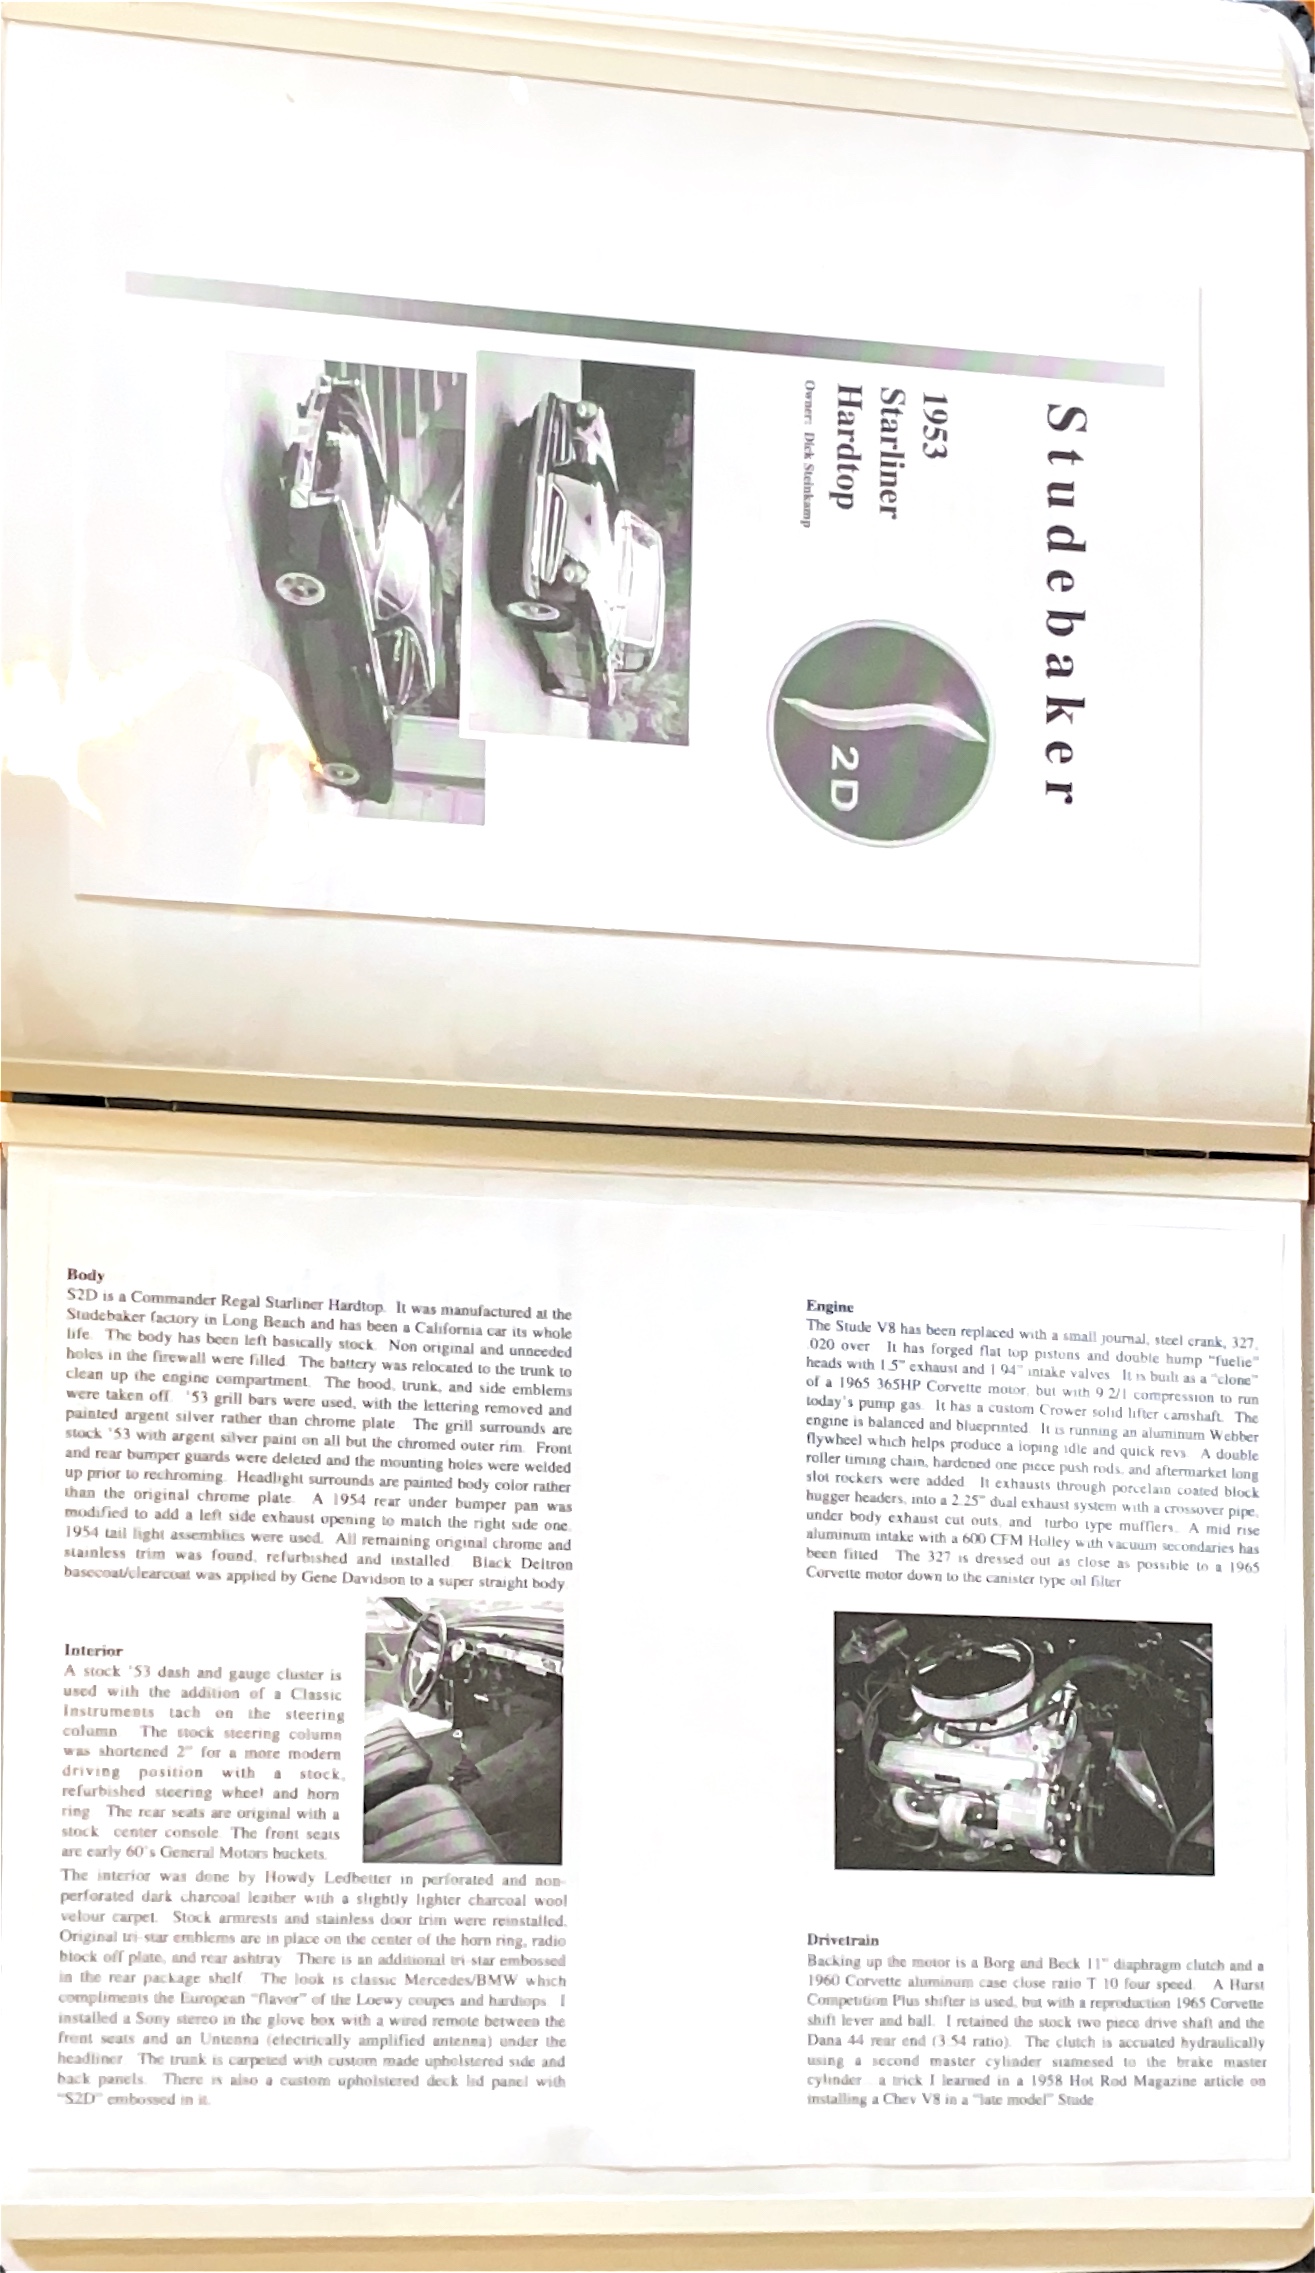 Studebaker
1953
Starliner
Hardtop
Owner: Dick Steinkamp
2D
Body
S2D is a Commander Regal Starliner Hardtop. It was manufactured at the
Studebaker factory in Long Beach and has been a California car its whole
life. The body has been left basically stock. Non original and unneeded
holes in the firewall were filled. The battery was relocated to the trunk to
clean up the engine compartment. The hood, trunk, and side emblems
were taken off. '53 grill bars were used, with the lettering removed and
painted argent silver rather than chrome plate. The grill surrounds are
stock '53 with argent silver paint on all but the chromed outer rim. Front
and rear bumper guards were deleted and the mounting holes were welded
up prior to rechroming. Headlight surrounds are painted body color rather
than the original chrome plate. A 1954 rear under bumper pan was
modified to add a left side exhaust opening to match the right side one.
1954 tail light assemblies were used. All remaining original chrome and
stainless trim was found, refurbished and installed. Black Deltron
basecoat/clearcoat was applied by Gene Davidson to a super straight body
Interior
A stock '53 dash and gauge cluster is
used with the addition of a Classic
Instruments tach on the steering
column. The stock steering column
was shortened 2" for a more modern
driving position with a stock,
refurbished steering wheel and horn
ring. The rear seats are original with a
stock center console. The front seats
are early 60's General Motors buckets.
The interior was done by Howdy Ledbetter in perforated and non-
perforated dark charcoal leather with a slightly lighter charcoal wool
velour carpet. Stock armrests and stainless door trim were reinstalled.
Original tri-star emblems are in place on the center of the horn ring, radio
block off plate, and rear ashtray. There is an additional tri-star embossed
in the rear package shelf. The look is classic Mercedes/BMW which
compliments the European "flavor" of the Loewy coupes and hardtops. I
installed a Sony stereo in the glove box with a wired remote between the
front seats and an Untenna (electrically amplified antenna) under the
headliner. The trunk is carpeted with custom made upholstered side and
back panels. There is also a custom upholstered deck lid panel with
"S2D" embossed in it.
Engine
The Stude V8 has been replaced with a small journal, steel crank, 327,
.020 over. It has forged flat top pistons and double hump "fuelie"
heads with 1.5" exhaust and 1.94" intake valves. It is built as a "clone"
of a 1965 365HP Corvette motor, but with 9.2/1 compression to run
today's pump gas. It has a custom Crower solid lifter camshaft. The
engine is balanced and blueprinted. It is running an aluminum Webber
flywheel which helps produce a loping idle and quick revs. A double
roller timing chain, hardened one piece push rods, and aftermarket long
slot rockers were added. It exhausts through porcelain coated block
hugger headers, into a 2.25" dual exhaust system with a crossover pipe,
under body exhaust cut outs, and turbo type mufflers. A mid rise
aluminum intake with a 600 CFM Holley with vacuum secondaries has
been fitted. The 327 is dressed out as close as possible to a 1965
Corvette motor down to the canister type oil filter
Drivetrain
Backing up the motor is a Borg and Beck 11" diaphragm clutch and a
1960 Corvette aluminum case close ratio T 10 four speed. A Hurst
Competition Plus shifter is used, but with a reproduction 1965 Corvette
shift lever and ball. I retained the stock two piece drive shaft and the
Dana 44 rear end (3.54 ratio). The clutch is accuated hydraulically
using a second master cylinder siamesed to the brake master
cylinder - a trick I learned in a 1958 Hot Rod Magazine article on
installing a Chev V8 in a "late model" Stude